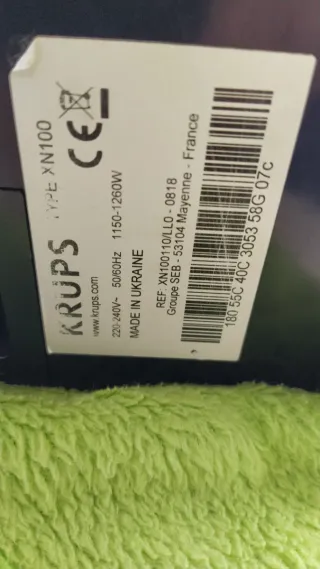 KRUPS TYPE XN100
www.krups.com
220-240V~ 50/60Hz 1150-1260W
MADE IN UKRAINE
REF. XN100110/LL0 - 0818
Groupe SEB - 53104 Mayenne - France
180 55C 40C 3053 58G 07C